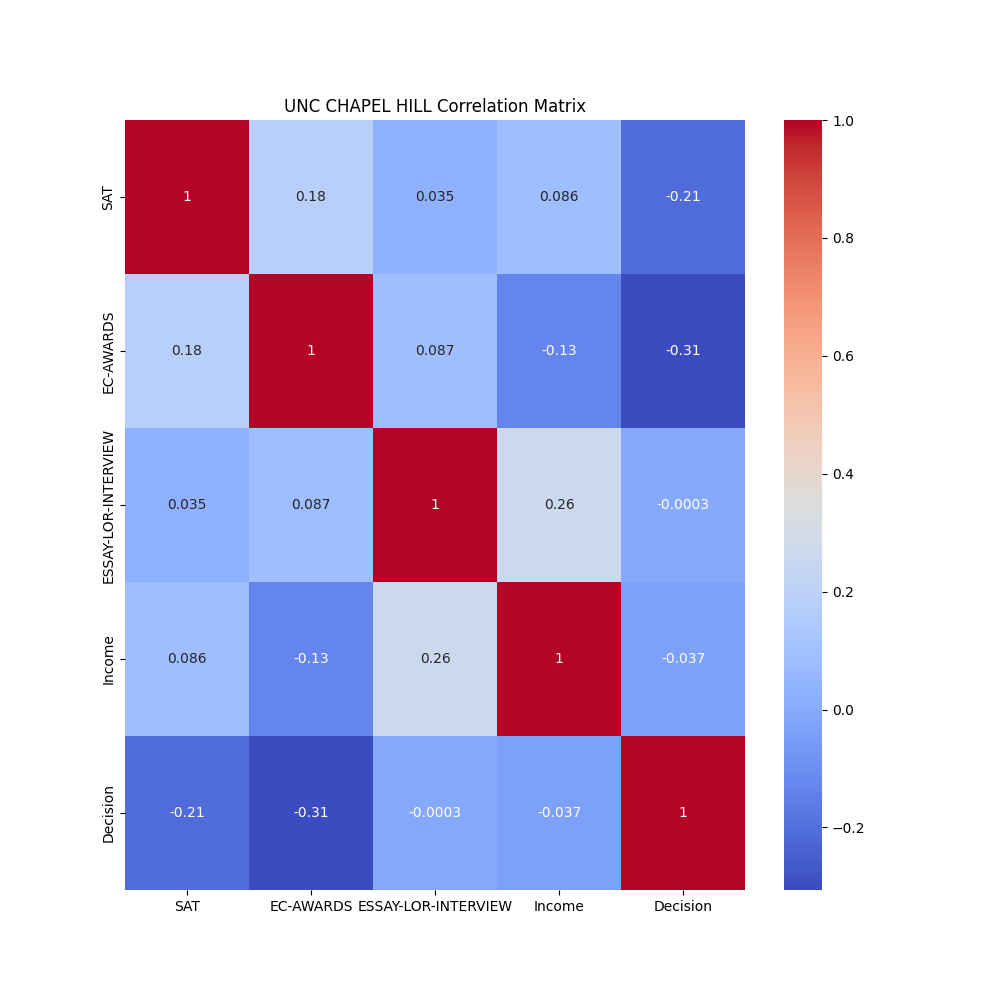 UNC CHAPEL HILL Correlation Matrix
SAT
1
0.18
0.035
0.086
-0.21
EC-AWARDS
0.18
1
0.087
-0.13
-0.31
ESSAY-LOR-INTERVIEW
0.035
0.087
1
0.26
-0.0003
Income
0.086
-0.13
0.26
1
-0.037
Decision
-0.21
-0.31
-0.0003
-0.037
1
SAT
EC-AWARDS
ESSAY-LOR-INTERVIEW
Income
Decision
1.0
0.8
0.6
0.4
0.2
0.0
−0.2